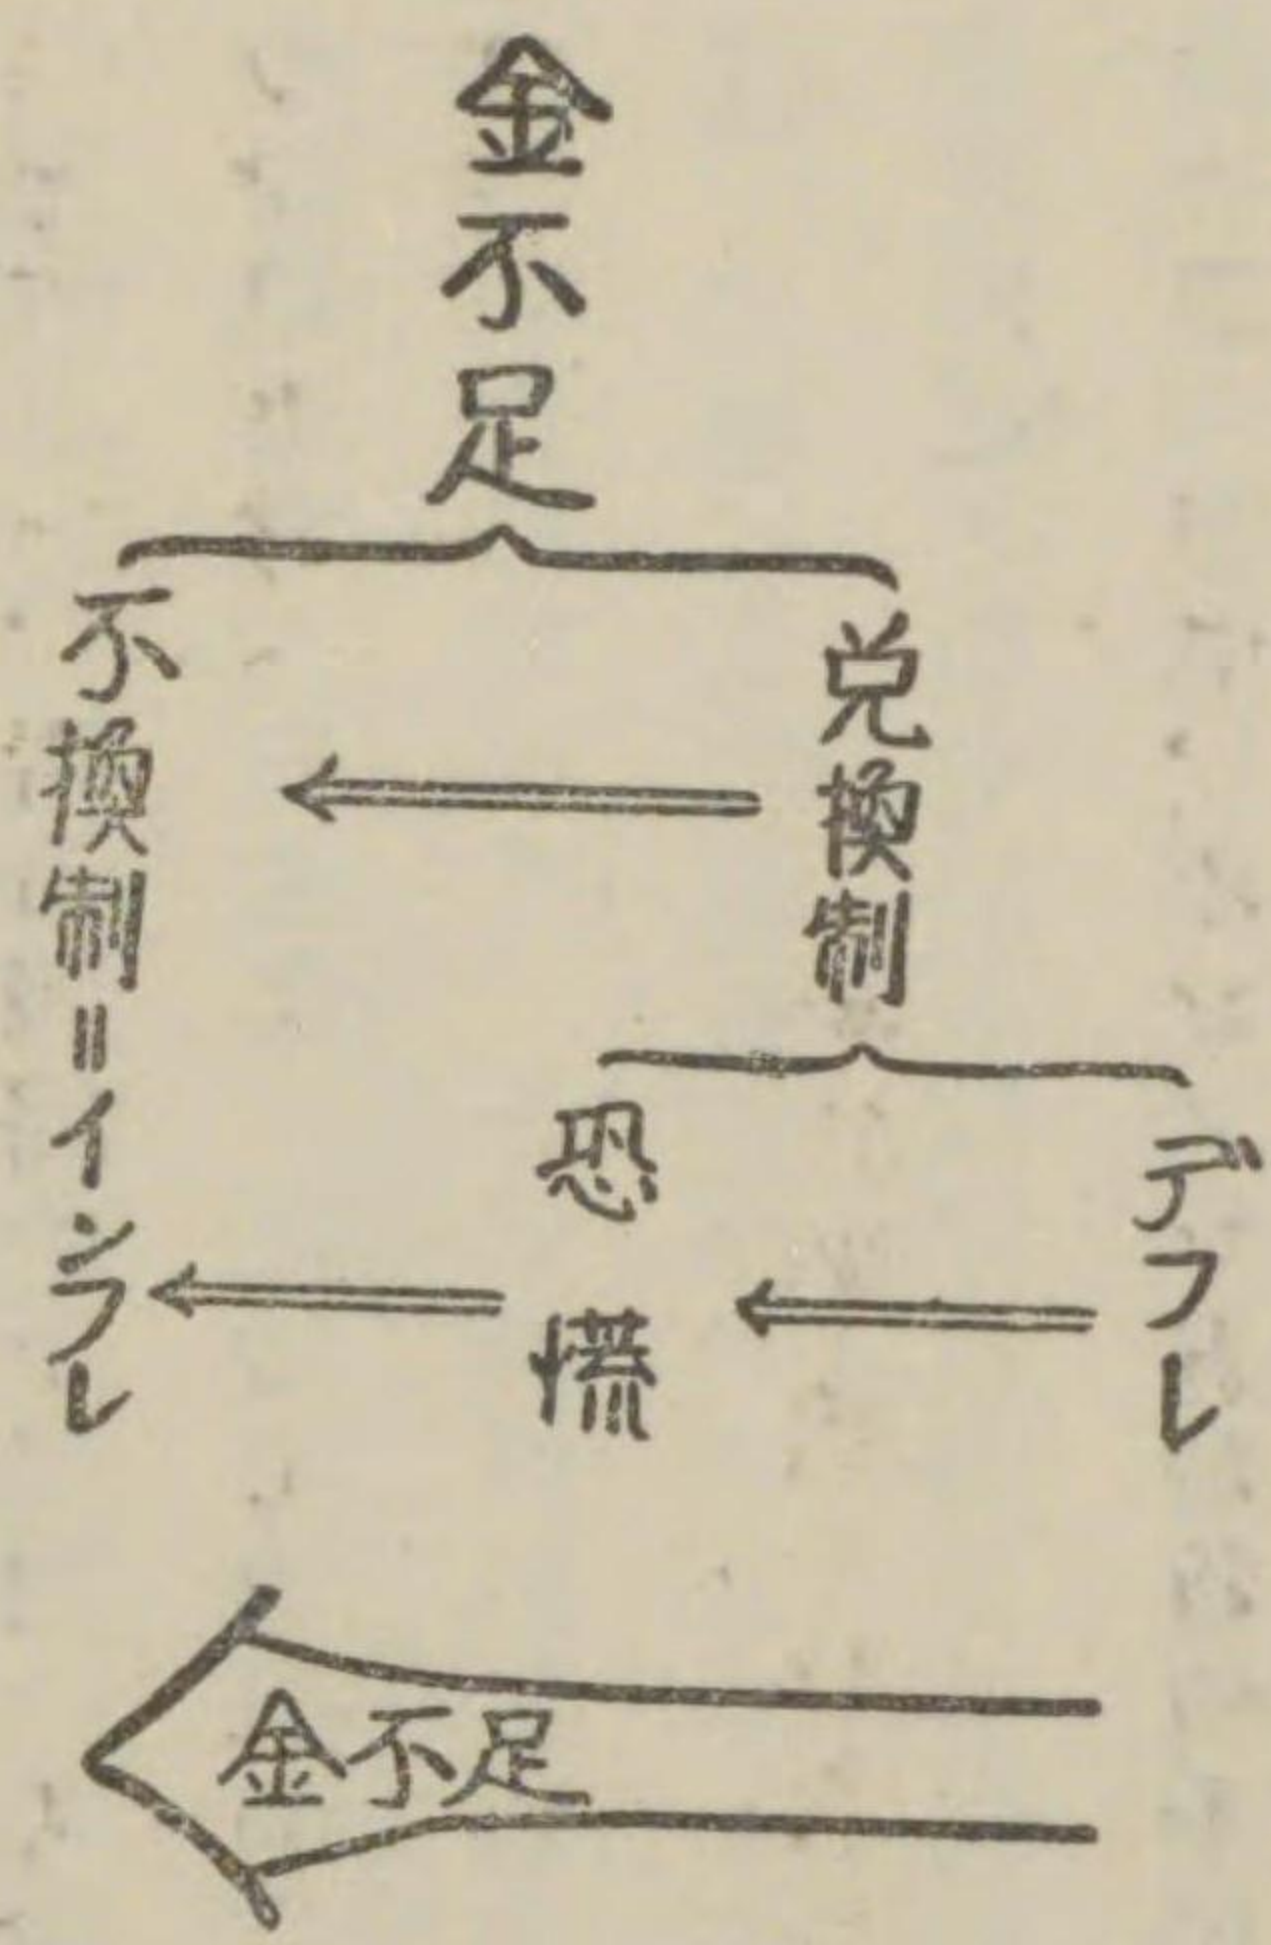 金不足
兌換制
デフレ
恐慌
不換制＝インフレ
金不足